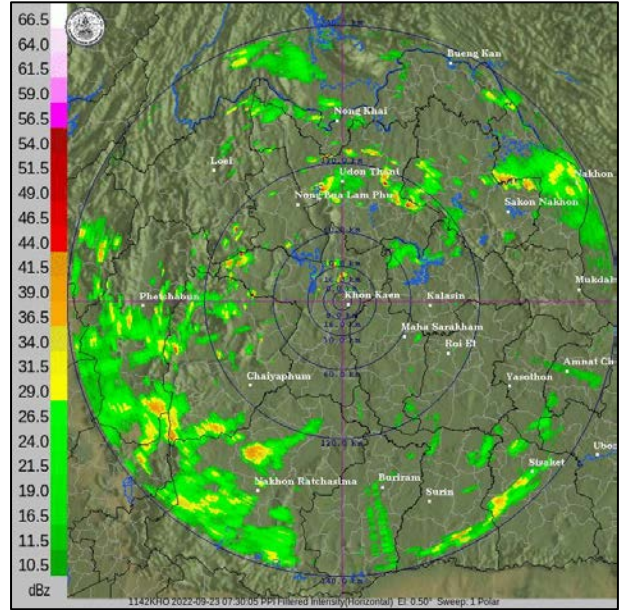 66.5
64.0
61.5
59.0
56.5
54.0
51.5
49.0
46.5
44.0
41.5
39.0
36.5
34.0
31.5
29.0
26.5
24.0
21.5
19.0
16.5
13.5
10.5
dBz
Bueng Kan
Nong Khai
Loei
Udon Thani
Nakhon
Nong Bua Lam Phu
Sakon Nakhon
Mukdah
Phetchabun
Khon Kaen
Kalasin
Maha Sarakham
Roi Et
Amnat Ch
Chaiyaphum
Yasothon
120.0 km
Ubo
Sisaket
Nakhon Ratchasima
Buriram
Surin
1142KHO 2022-09-23 07:30:05 PPI Filtered Intensity(Horizontal) El: 0.50° Sweep: 1 Polar